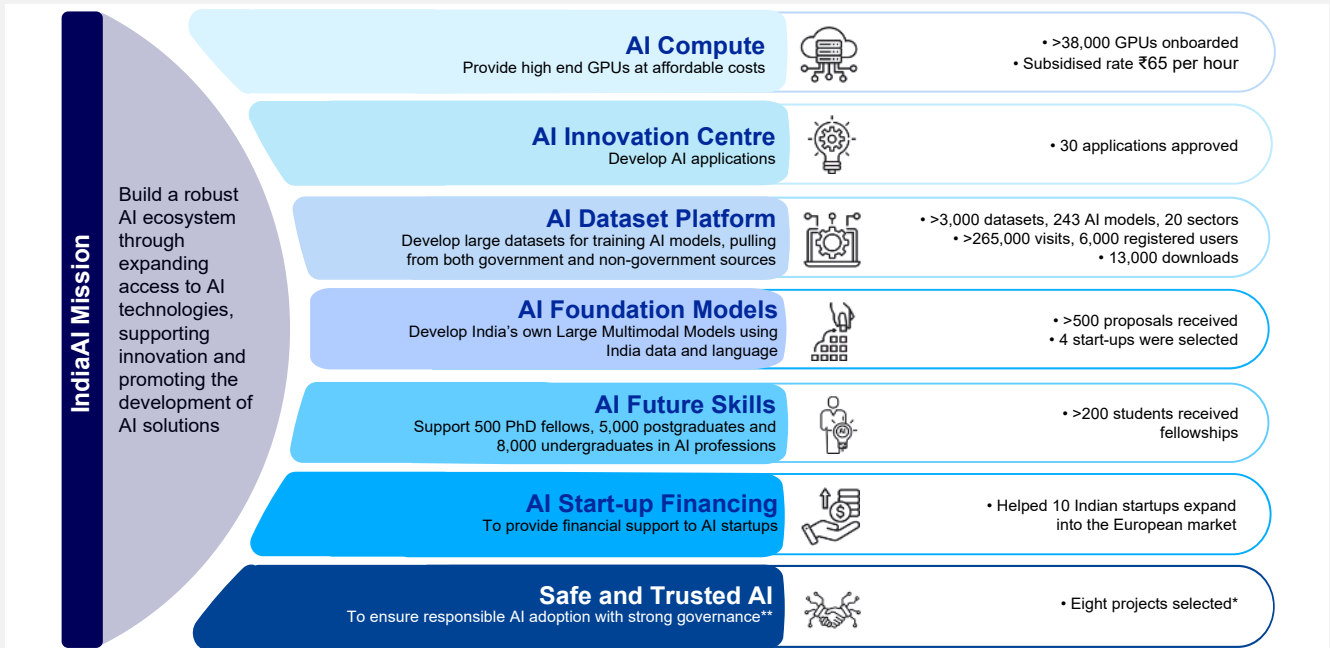 IndiaAI Mission
Build a robust
AI ecosystem
through
expanding
access to AI
technologies,
supporting
innovation and
promoting the
development of
AI solutions
AI Compute
Provide high end GPUs at affordable costs
• >38,000 GPUs onboarded
• Subsidised rate ₹65 per hour
AI Innovation Centre
Develop AI applications
• 30 applications approved
AI Dataset Platform
Develop large datasets for training AI models, pulling
from both government and non-government sources
• >3,000 datasets, 243 AI models, 20 sectors
• >265,000 visits, 6,000 registered users
• 13,000 downloads
AI Foundation Models
Develop India’s own Large Multimodal Models using
India data and language
• >500 proposals received
• 4 start-ups were selected
AI Future Skills
Support 500 PhD fellows, 5,000 postgraduates and
8,000 undergraduates in AI professions
AI
• >200 students received
fellowships
AI Start-up Financing
To provide financial support to AI startups
$
• Helped 10 Indian startups expand
into the European market
Safe and Trusted AI
To ensure responsible AI adoption with strong governance**
• Eight projects selected*